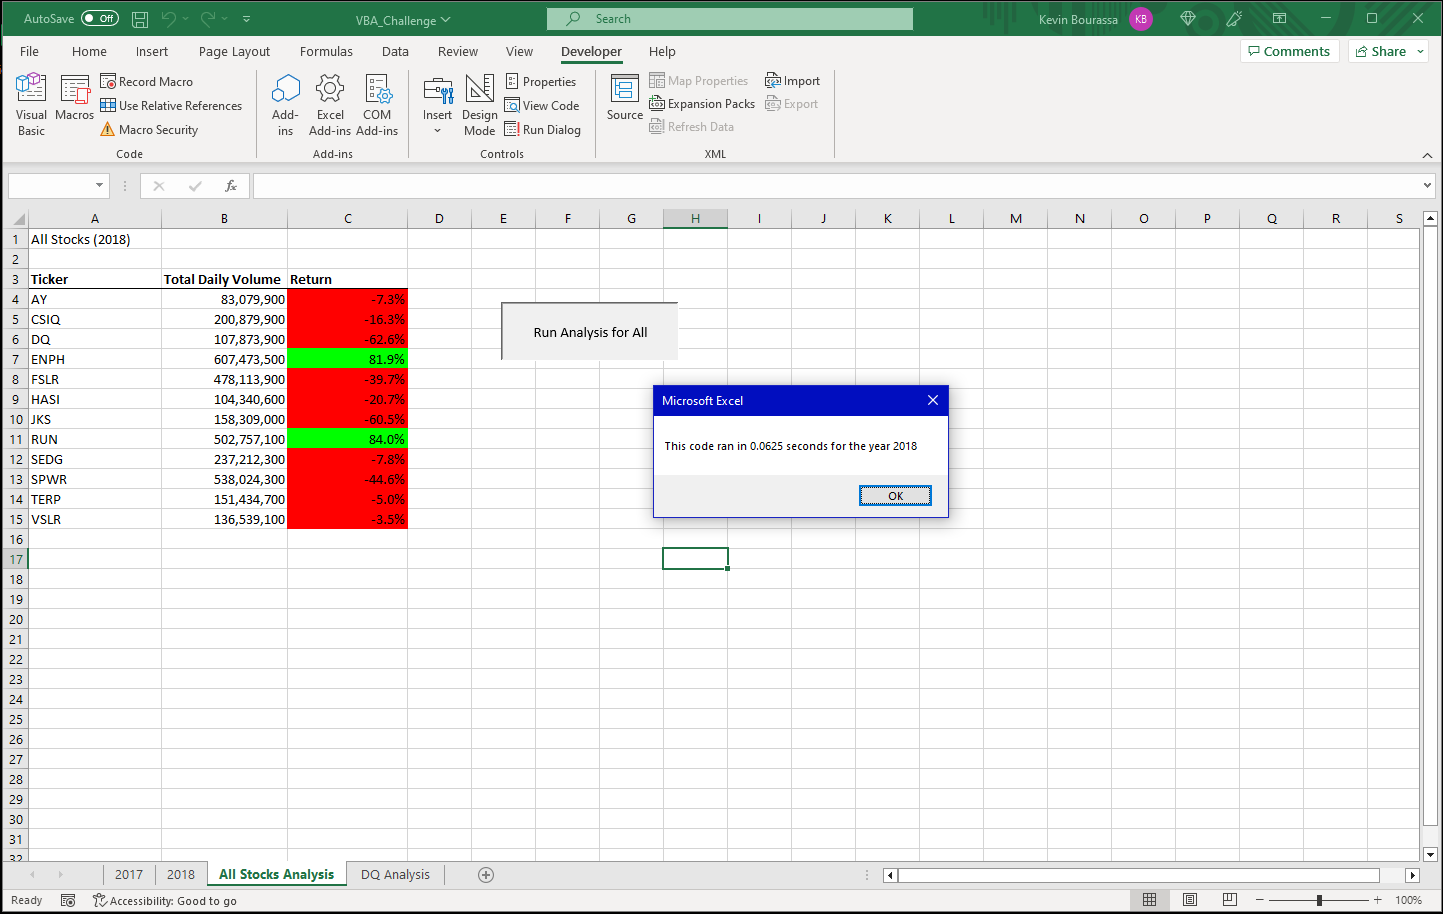 AutoSave Off VBA_Challenge Search Kevin Bourassa KB
File Home Insert Page Layout Formulas Data Review View Developer Help Comments Share
Visual Basic
Macros
Record Macro
Use Relative References
Macro Security
Code
Add-ins
Excel Add-ins
COM Add-ins
Add-ins
Insert
Design Mode
Properties
View Code
Run Dialog
Controls
Source
Map Properties
Expansion Packs
Refresh Data
Import
Export
XML
fx
A B C D E F G H I J K L M N O P Q R S
1 All Stocks (2018)
2
3 Ticker Total Daily Volume Return
4 AY 83,079,900 -7.3%
5 CSIQ 200,879,900 -16.3%
6 DQ 107,873,900 -62.6%
7 ENPH 607,473,500 81.9%
8 FSLR 478,113,900 -39.7%
9 HASI 104,340,600 -20.7%
10 JKS 158,309,000 -60.5%
11 RUN 502,757,100 84.0%
12 SEDG 237,212,300 -7.8%
13 SPWR 538,024,300 -44.6%
14 TERP 151,434,700 -5.0%
15 VSLR 136,539,100 -3.5%
16
17
18
19
20
21
22
23
24
25
26
27
28
29
30
31
32
Run Analysis for All
Microsoft Excel
This code ran in 0.0625 seconds for the year 2018
OK
2017 2018 All Stocks Analysis DQ Analysis
Ready Accessibility: Good to go 100%